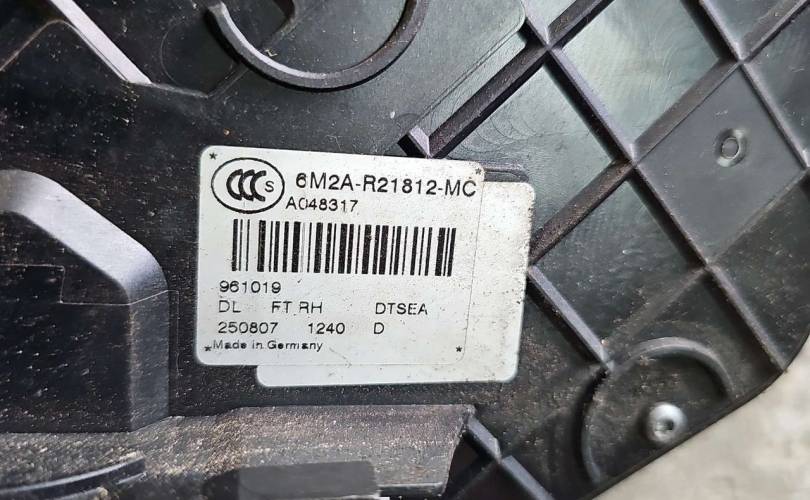 CCC S 6M2A-R21812-MC
A048317
961019
DL FT RH DTSEA
250807 1240 D
Made in Germany